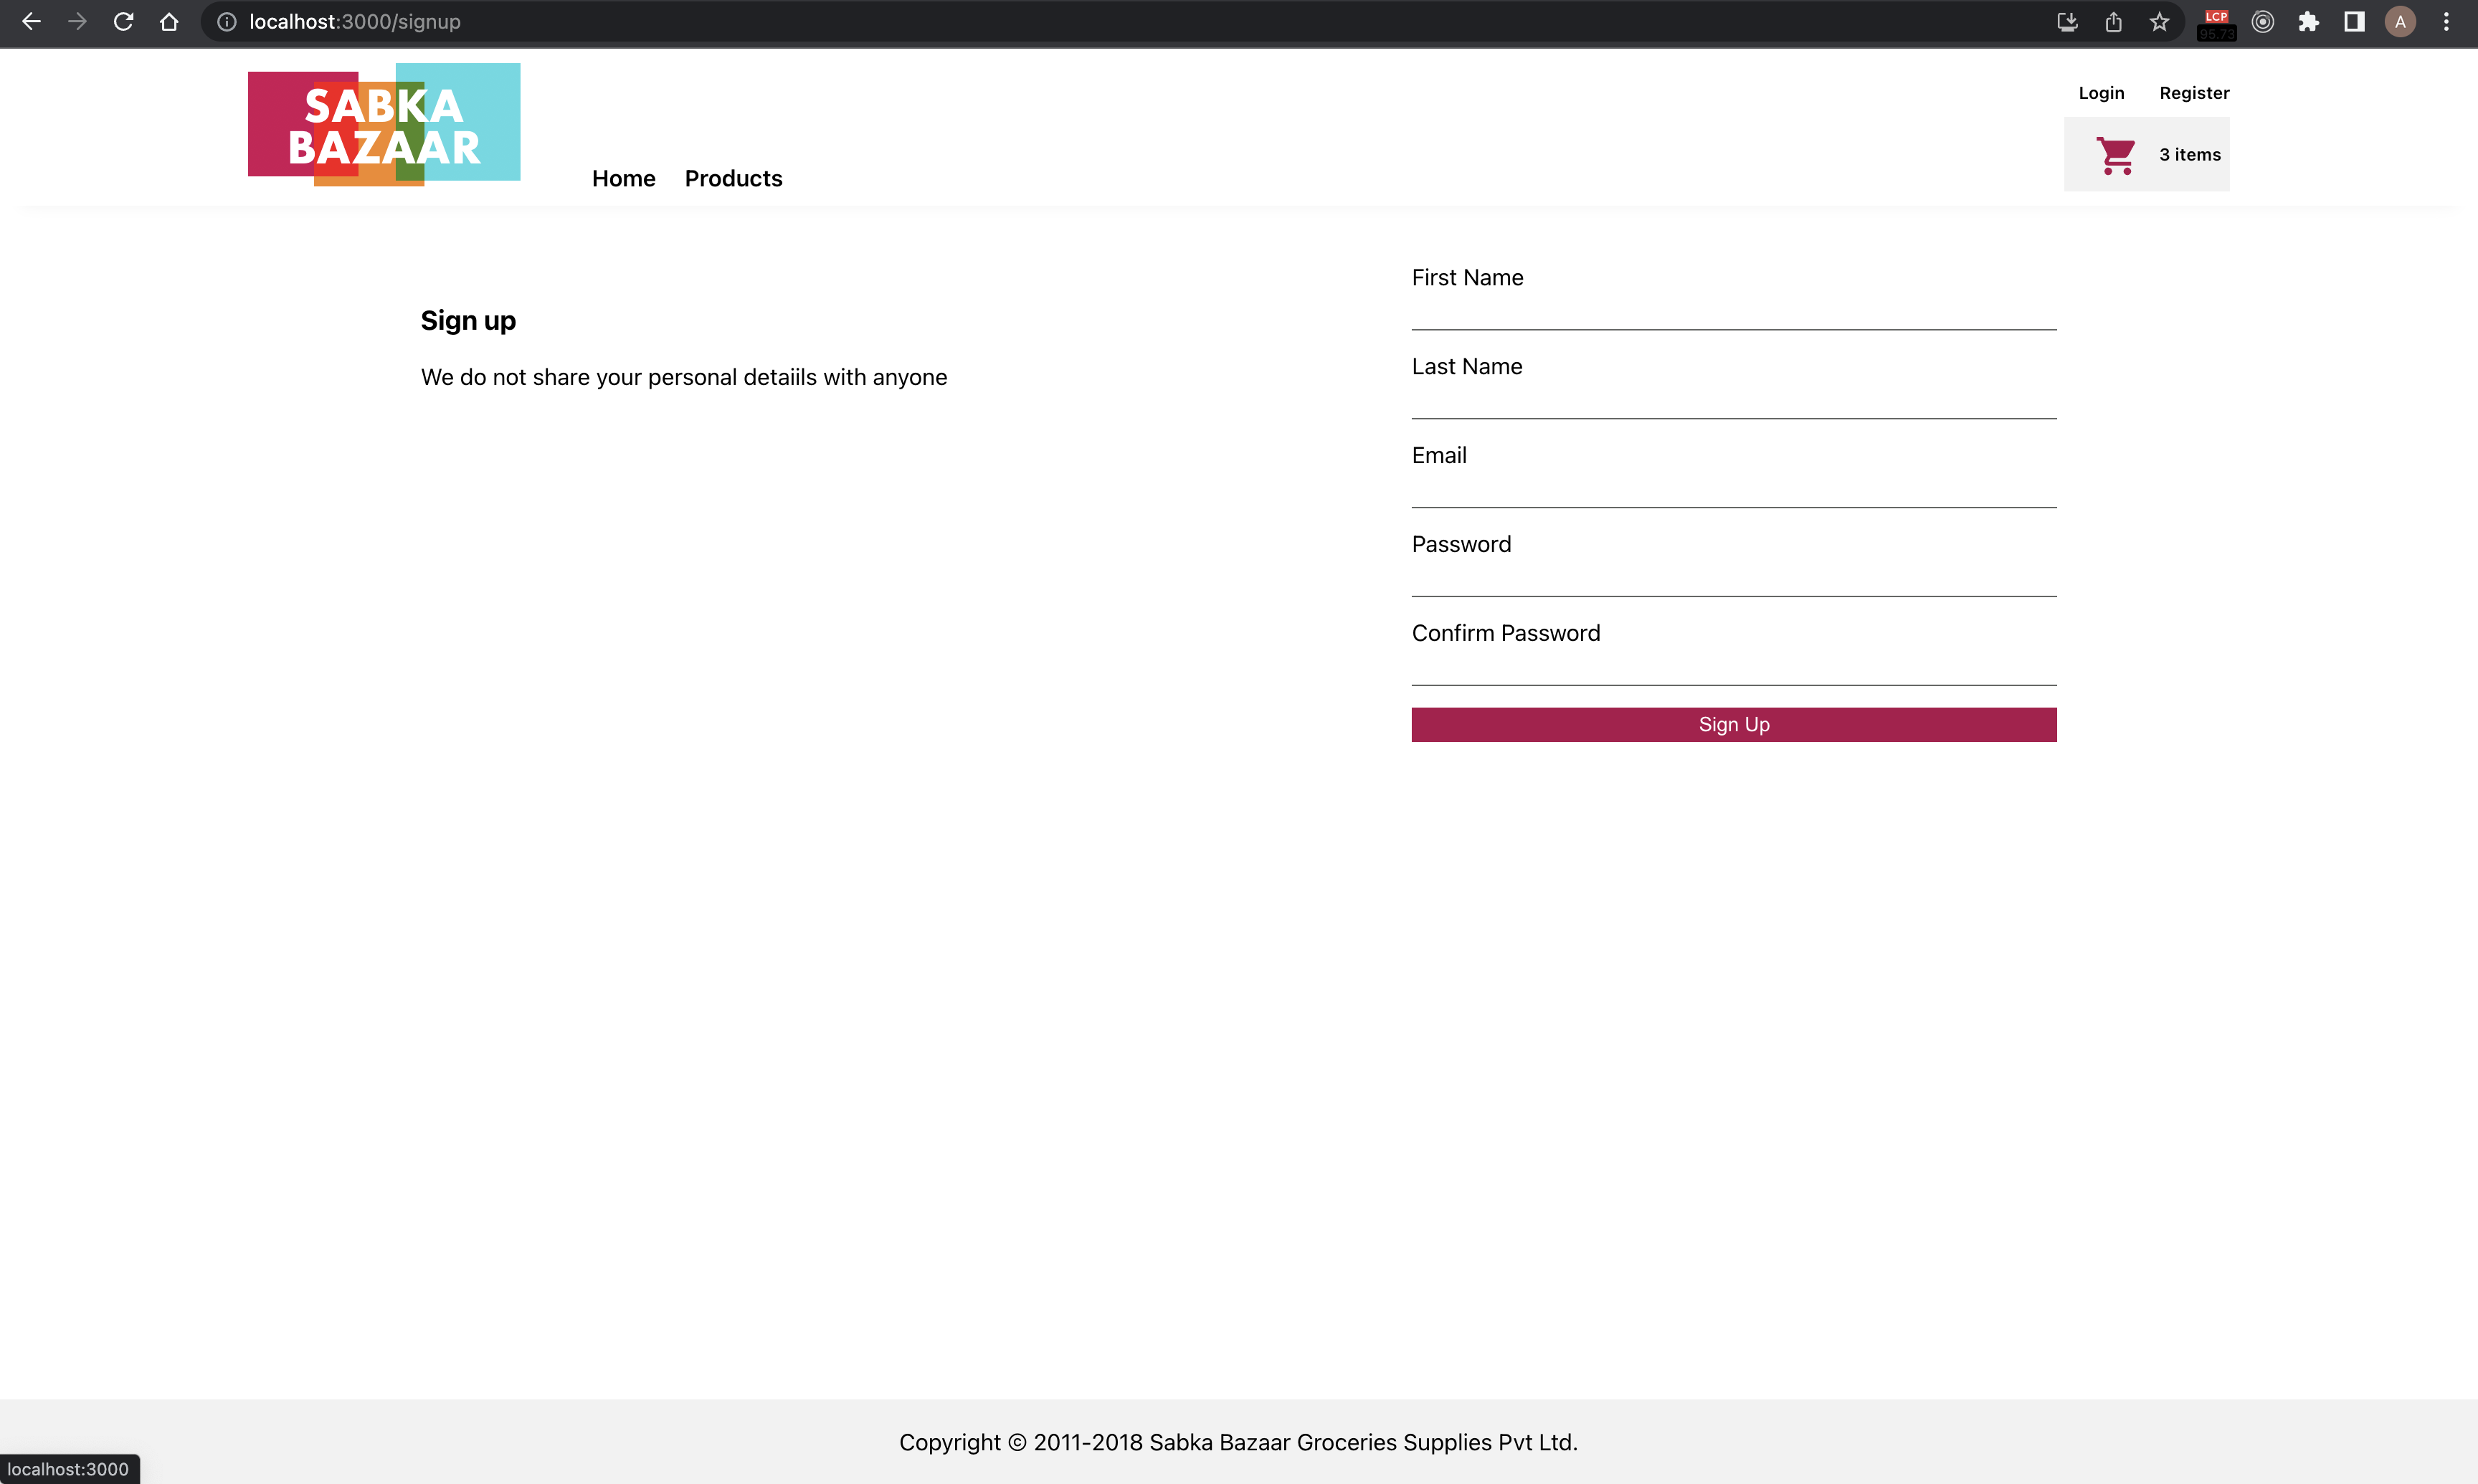 localhost:3000/signup
LCP
95.73
A
SABKA
BAZAAR
Home Products
Login Register
3 items
Sign up
We do not share your personal detaiils with anyone
First Name
Last Name
Email
Password
Confirm Password
Sign Up
Copyright © 2011-2018 Sabka Bazaar Groceries Supplies Pvt Ltd.
localhost:3000